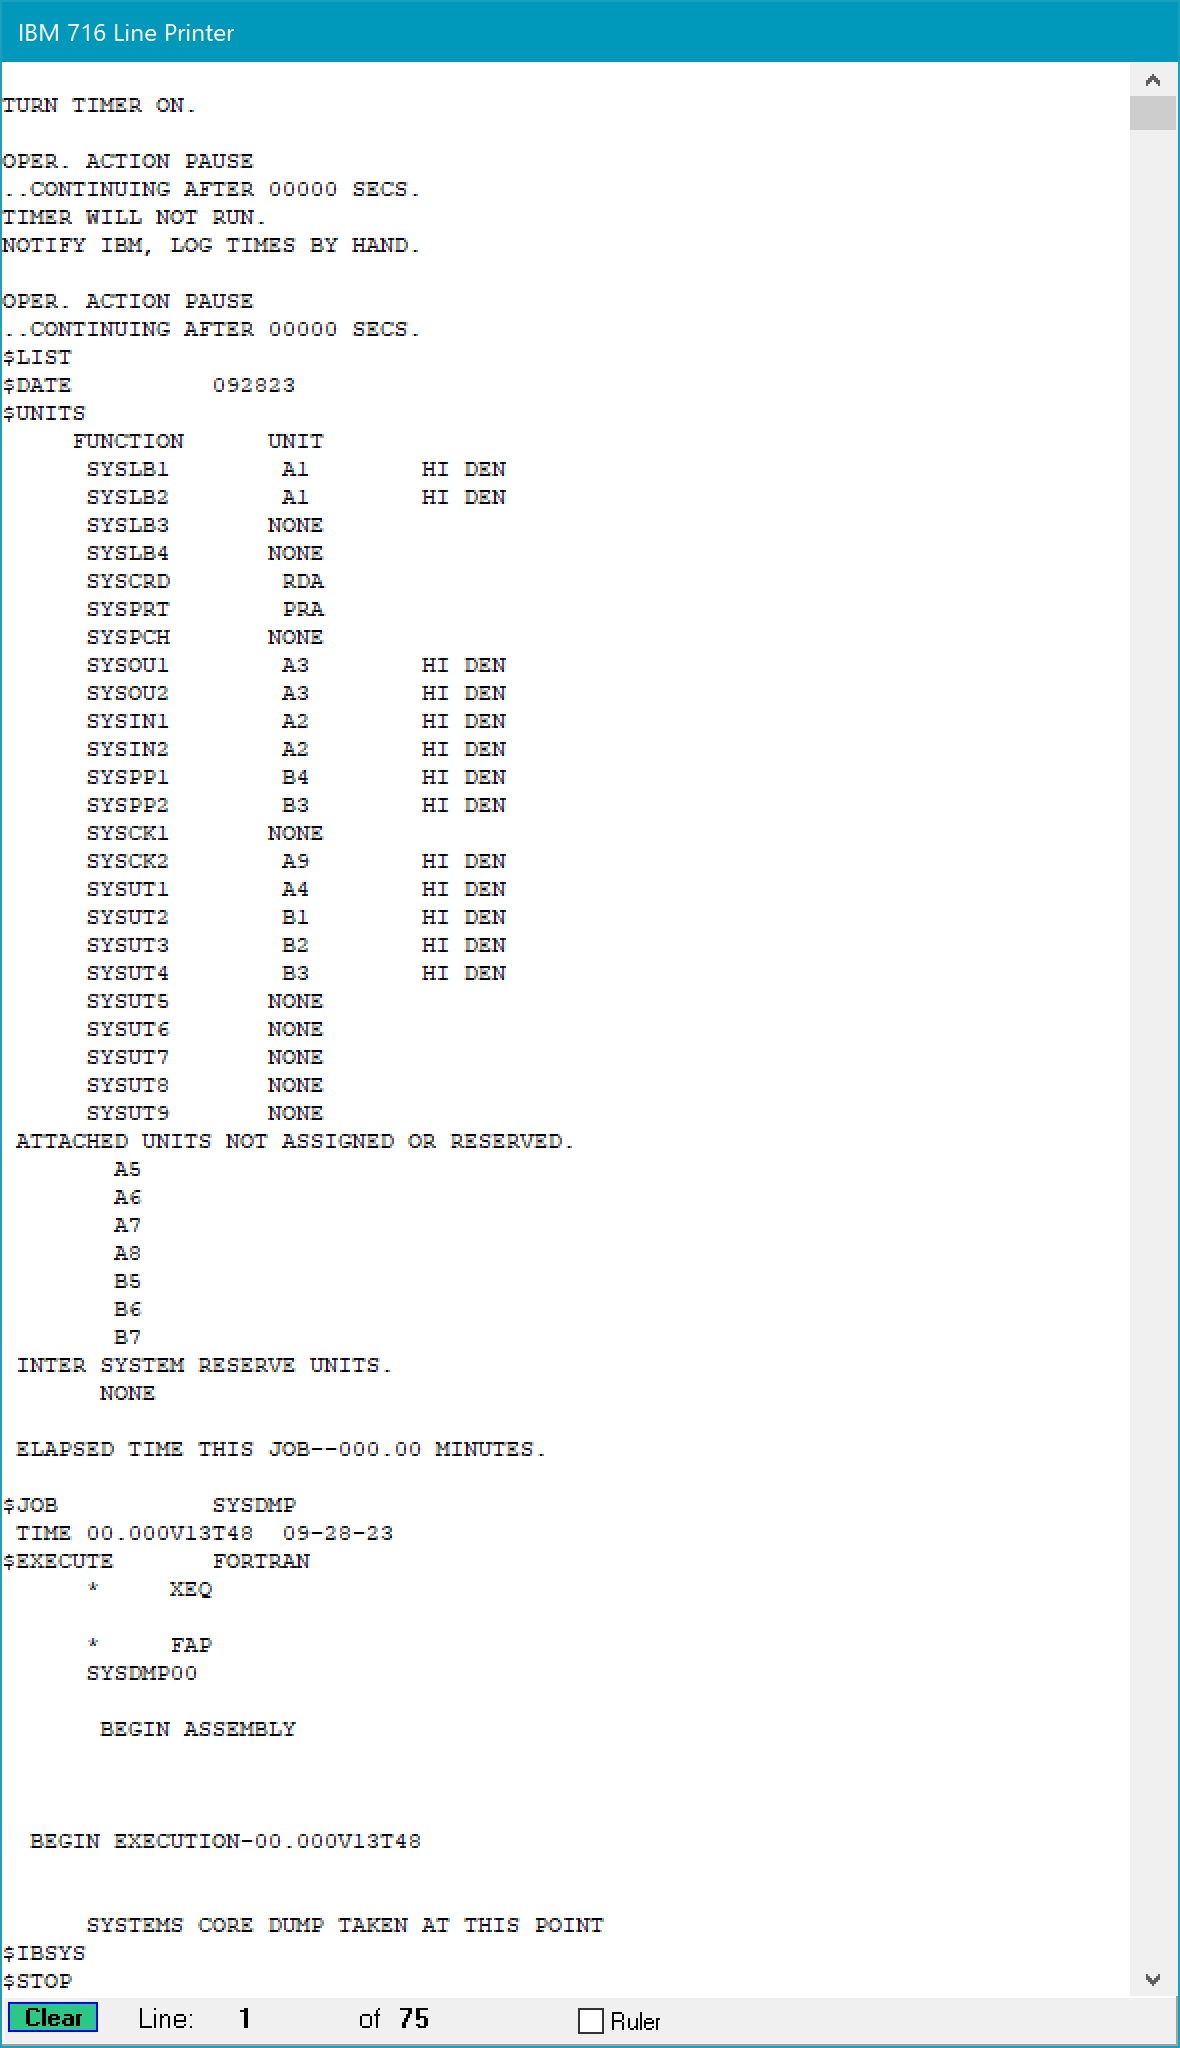 IBM 716 Line Printer
TURN TIMER ON.
OPER. ACTION PAUSE
..CONTINUING AFTER 00000 SECS.
TIMER WILL NOT RUN.
NOTIFY IBM, LOG TIMES BY HAND.
OPER. ACTION PAUSE
..CONTINUING AFTER 00000 SECS.
$LIST
$DATE          092823
$UNITS
     FUNCTION      UNIT
      SYSLB1        A1        HI DEN
      SYSLB2        A1        HI DEN
      SYSLB3       NONE
      SYSLB4       NONE
      SYSCRD        RDA
      SYSPRT        PRA
      SYSPCH       NONE
      SYSOU1        A3        HI DEN
      SYSOU2        A3        HI DEN
      SYSIN1        A2        HI DEN
      SYSIN2        A2        HI DEN
      SYSPP1        B4        HI DEN
      SYSPP2        B3        HI DEN
      SYSCK1       NONE
      SYSCK2        A9        HI DEN
      SYSUT1        A4        HI DEN
      SYSUT2        B1        HI DEN
      SYSUT3        B2        HI DEN
      SYSUT4        B3        HI DEN
      SYSUT5       NONE
      SYSUT6       NONE
      SYSUT7       NONE
      SYSUT8       NONE
      SYSUT9       NONE
 ATTACHED UNITS NOT ASSIGNED OR RESERVED.
        A5
        A6
        A7
        A8
        B5
        B6
        B7
 INTER SYSTEM RESERVE UNITS.
       NONE
 ELAPSED TIME THIS JOB--000.00 MINUTES.
$JOB           SYSDMP
 TIME 00.000V13T48  09-28-23
$EXECUTE       FORTRAN
      *     XEQ
      *     FAP
      SYSDMP00
       BEGIN ASSEMBLY
  BEGIN EXECUTION-00.000V13T48
      SYSTEMS CORE DUMP TAKEN AT THIS POINT
$IBSYS
$STOP
Clear Line: 1 of 75 Ruler